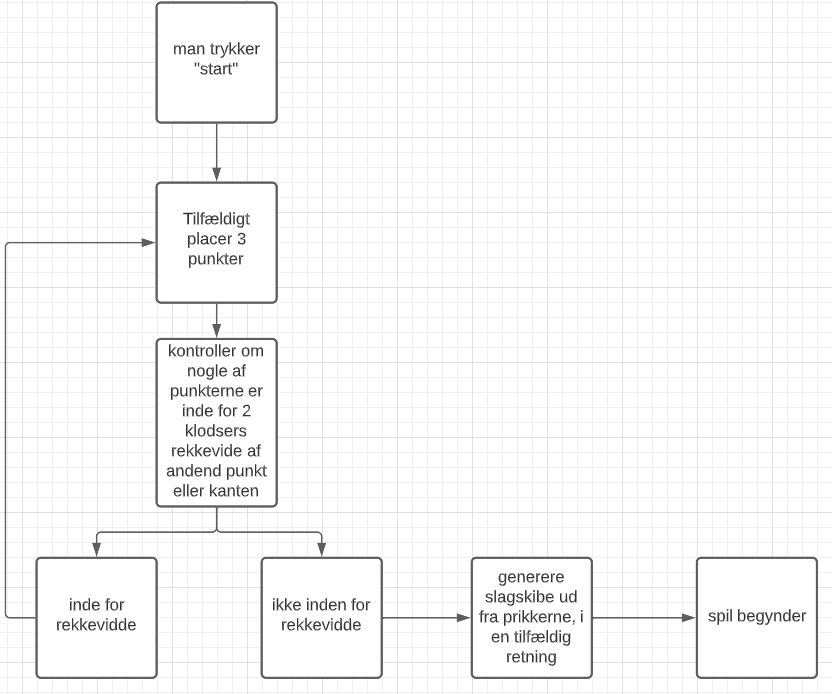 man trykker
"start"
Tilfældigt
placer 3
punkter
kontroller om
nogle af
punkterne er
inde for 2
klodsers
rekkevide af
andend punkt
eller kanten
inde for
rekkevidde
ikke inden for
rekkevidde
generere
slagskibe ud
fra prikkerne, i
en tilfældig
retning
spil begynder